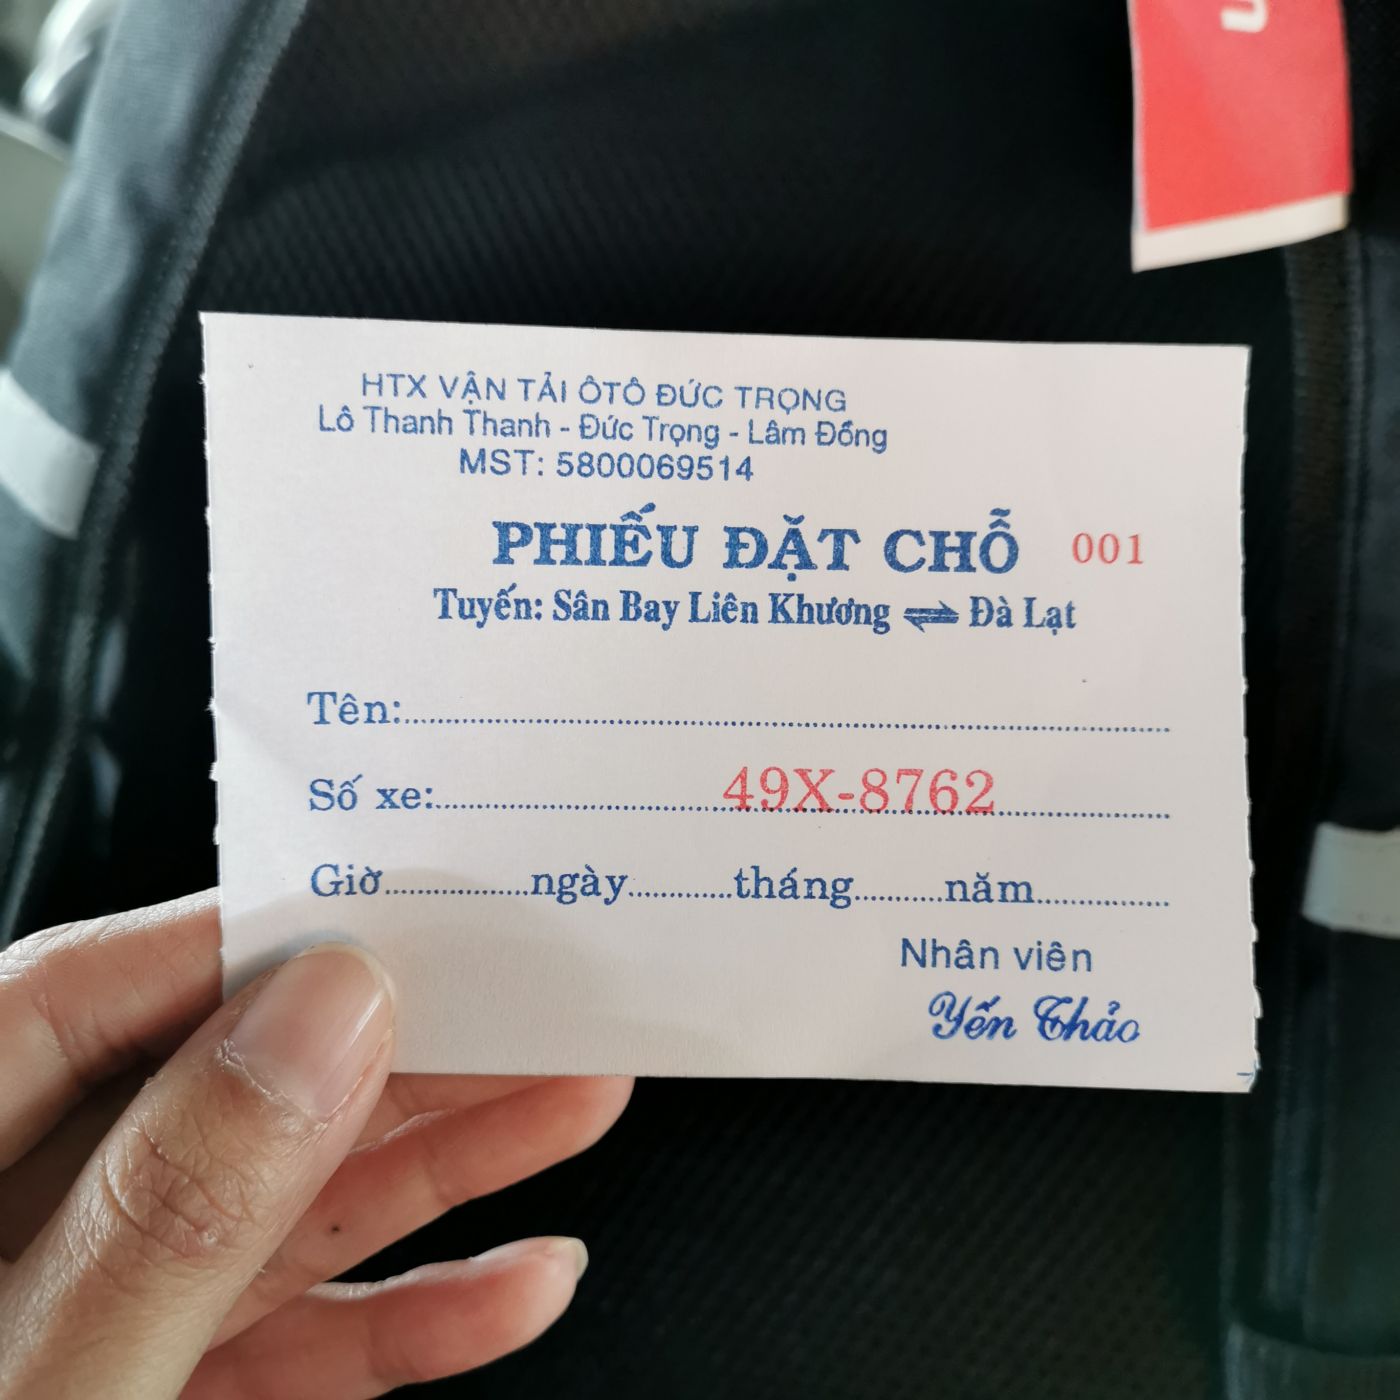 HTX VẬN TẢI ÔTÔ ĐỨC TRỌNG
Lô Thanh Thanh - Đức Trọng - Lâm Đồng
MST: 5800069514
PHIẾU ĐẶT CHỖ 001
Tuyến: Sân Bay Liên Khương ⇌ Đà Lạt
Tên:
Số xe: 49X-8762
Giờ ngày tháng năm
Nhân viên
Yến Thảo